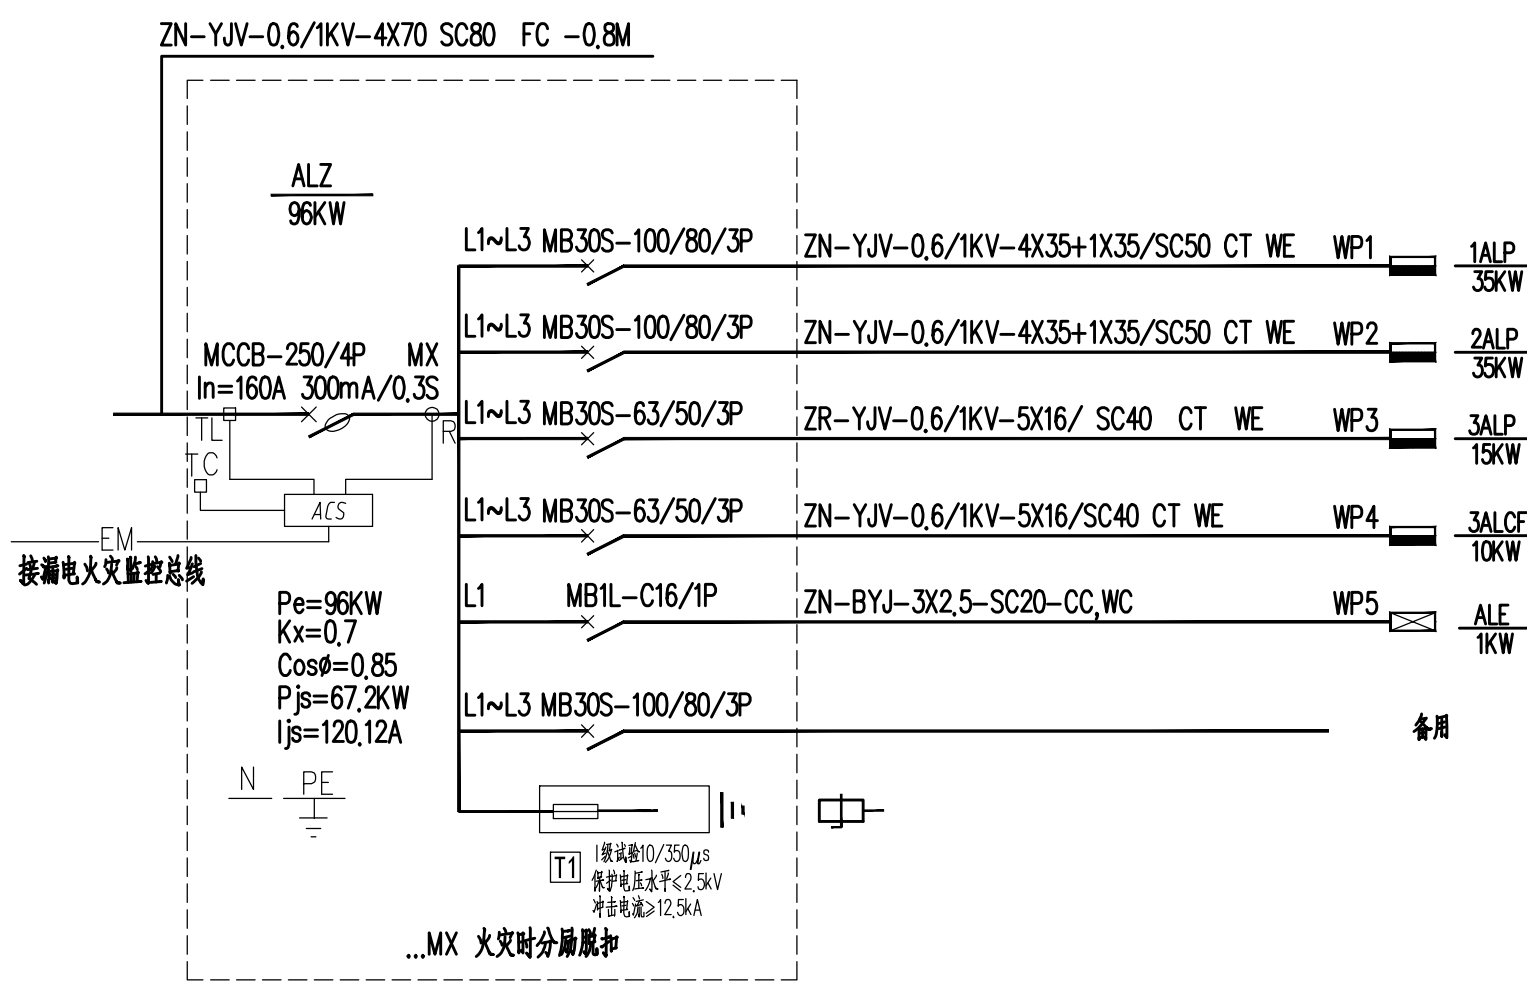 ZN-YJV-0.6/1KV-4X70 SC80 FC -0.8M
ALZ
96KW
L1~L3 MB30S-100/80/3P ZN-YJV-0.6/1KV-4X35+1X35/SC50 CT WE WP1 1ALP
35KW
L1~L3 MB30S-100/80/3P ZN-YJV-0.6/1KV-4X35+1X35/SC50 CT WE WP2 2ALP
35KW
MCCB-250/4P MX
In=160A 300mA/0.3S
L1~L3 MB30S-63/50/3P ZR-YJV-0.6/1KV-5X16/ SC40 CT WE WP3 3ALP
15KW
TL
R
TC
ACS
L1~L3 MB30S-63/50/3P ZN-YJV-0.6/1KV-5X16/SC40 CT WE WP4 3ALCF
10KW
EM
接漏电火灾监控总线
L1 MB1L-C16/1P ZN-BYJ-3X2.5-SC20-CC,WC WP5 ALE
1KW
Pe=96KW
Kx=0.7
Cosø=0.85
Pjs=67.2KW
Ijs=120.12A
L1~L3 MB30S-100/80/3P 备用
N PE
T1
I级试验10/350μs
保护电压水平≤2.5kV
冲击电流≥12.5kA
...MX 火灾时分励脱扣